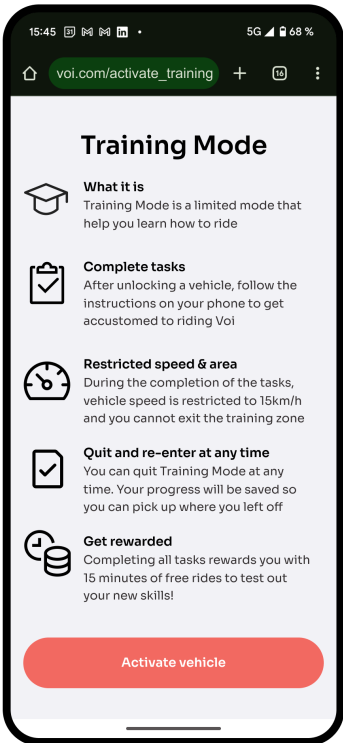 15:45 31 M M in • 5G 68 %
voi.com/activate_training + 16
Training Mode
What it is
Training Mode is a limited mode that
help you learn how to ride
Complete tasks
After unlocking a vehicle, follow the
instructions on your phone to get
accustomed to riding Voi
Restricted speed & area
During the completion of the tasks,
vehicle speed is restricted to 15km/h
and you cannot exit the training zone
Quit and re-enter at any time
You can quit Training Mode at any
time. Your progress will be saved so
you can pick up where you left off
Get rewarded
Completing all tasks rewards you with
15 minutes of free rides to test out
your new skills!
Activate vehicle